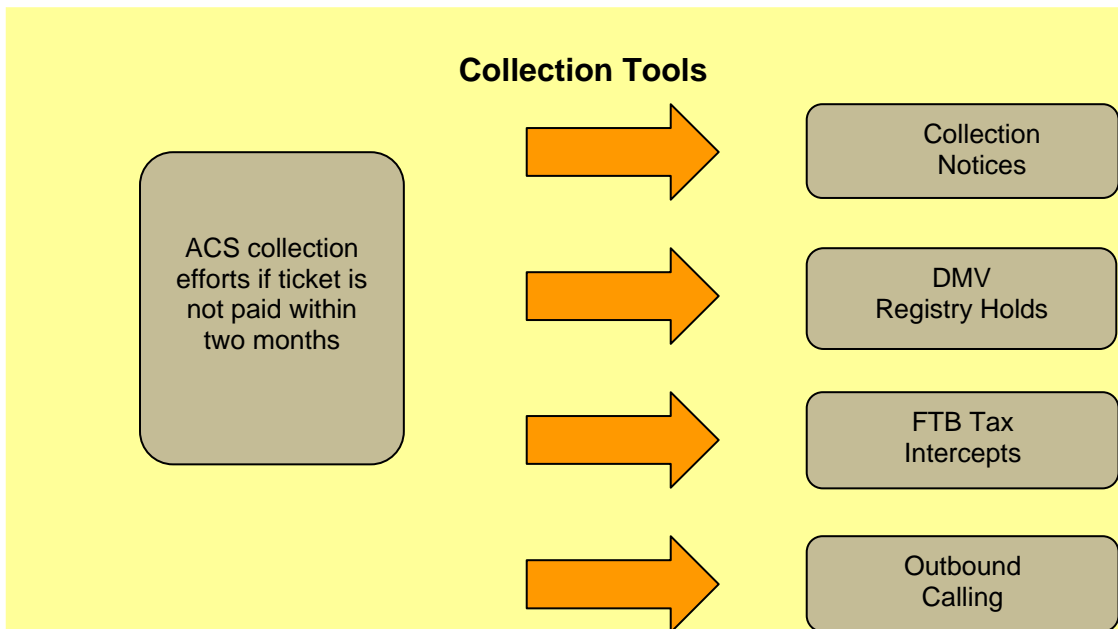 Collection Tools
ACS collection
efforts if ticket is
not paid within
two months
Collection
Notices
DMV
Registry Holds
FTB Tax
Intercepts
Outbound
Calling